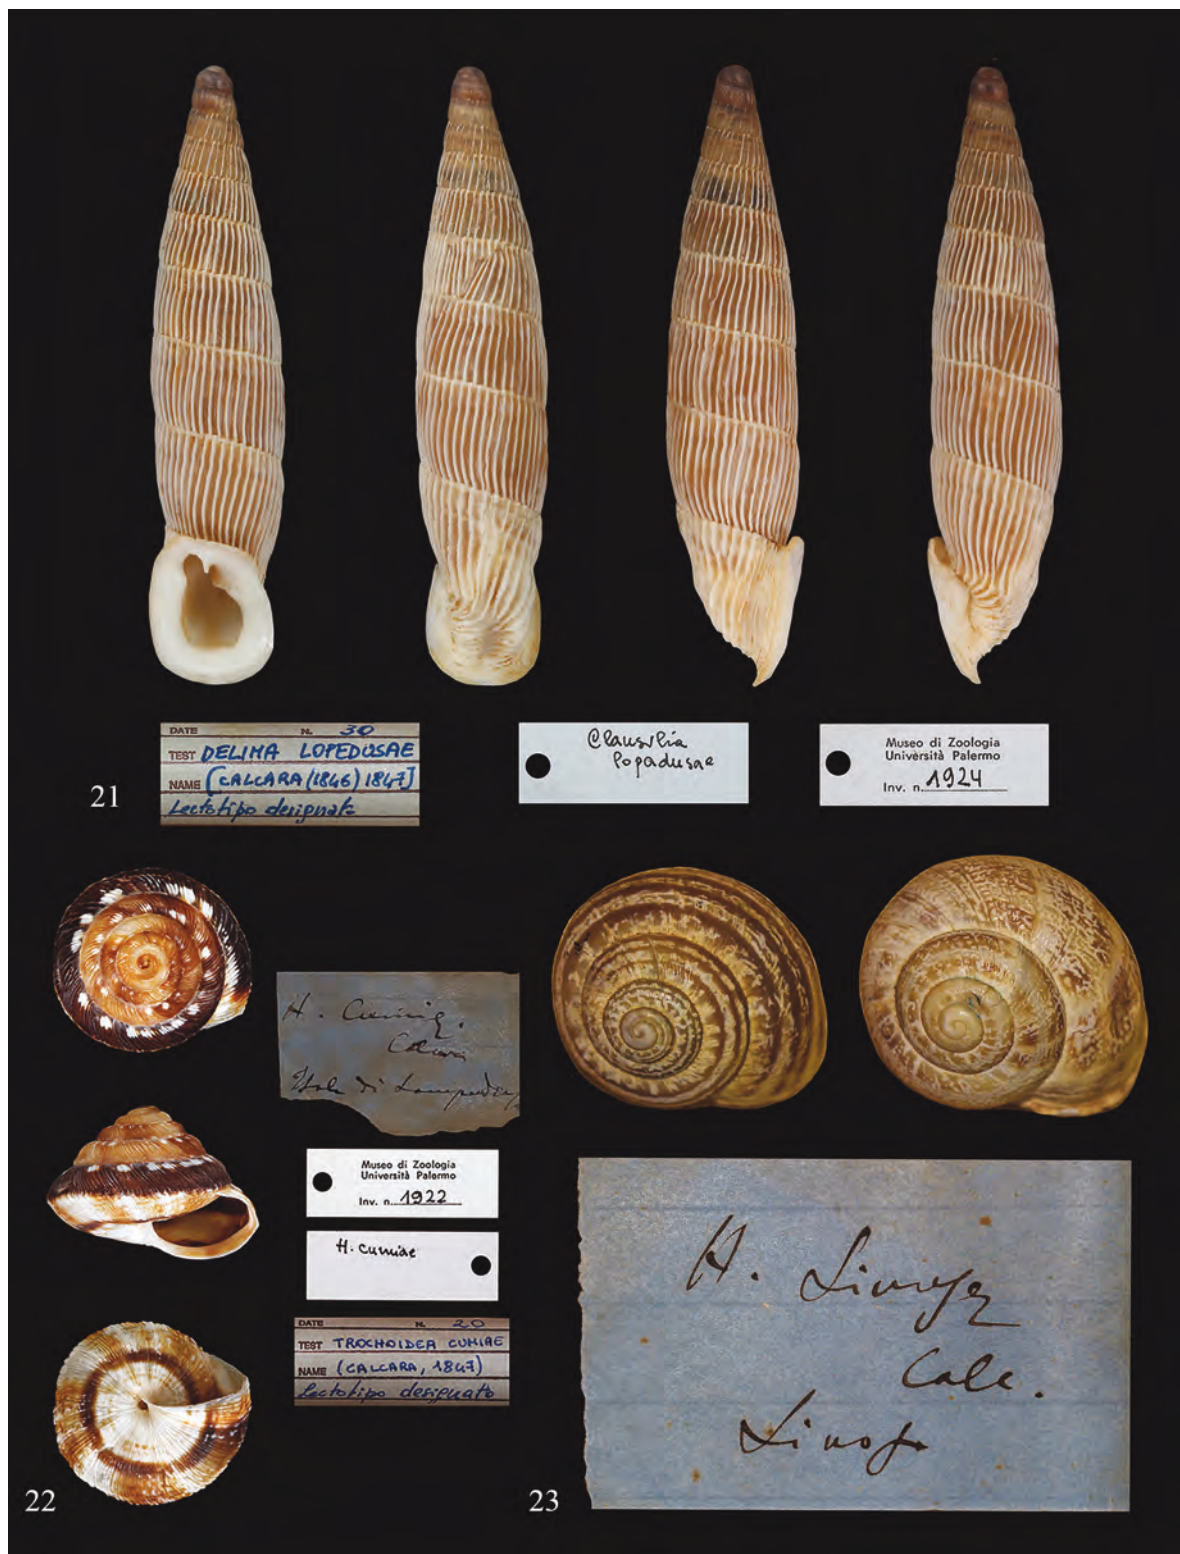 DATE N. 30
TEST DELIMA LOPEDUSAE
NAME (CALCARA (1846) 1847]
Lectotipo designato
Clausilia
lopadusae
Museo di Zoologia
Università Palermo
Inv. n. 1924
21
H. Cumiae
Isola di Lampedusa
Museo di Zoologia
Università Palermo
Inv. n. 1922
H. cumiae
DATE N. 20
TEST TROCHOIDEA CUMIAE
NAME (CALCARA, 1847)
Lectotipo designato
22
H. Linosae
Calc.
Linosa
23